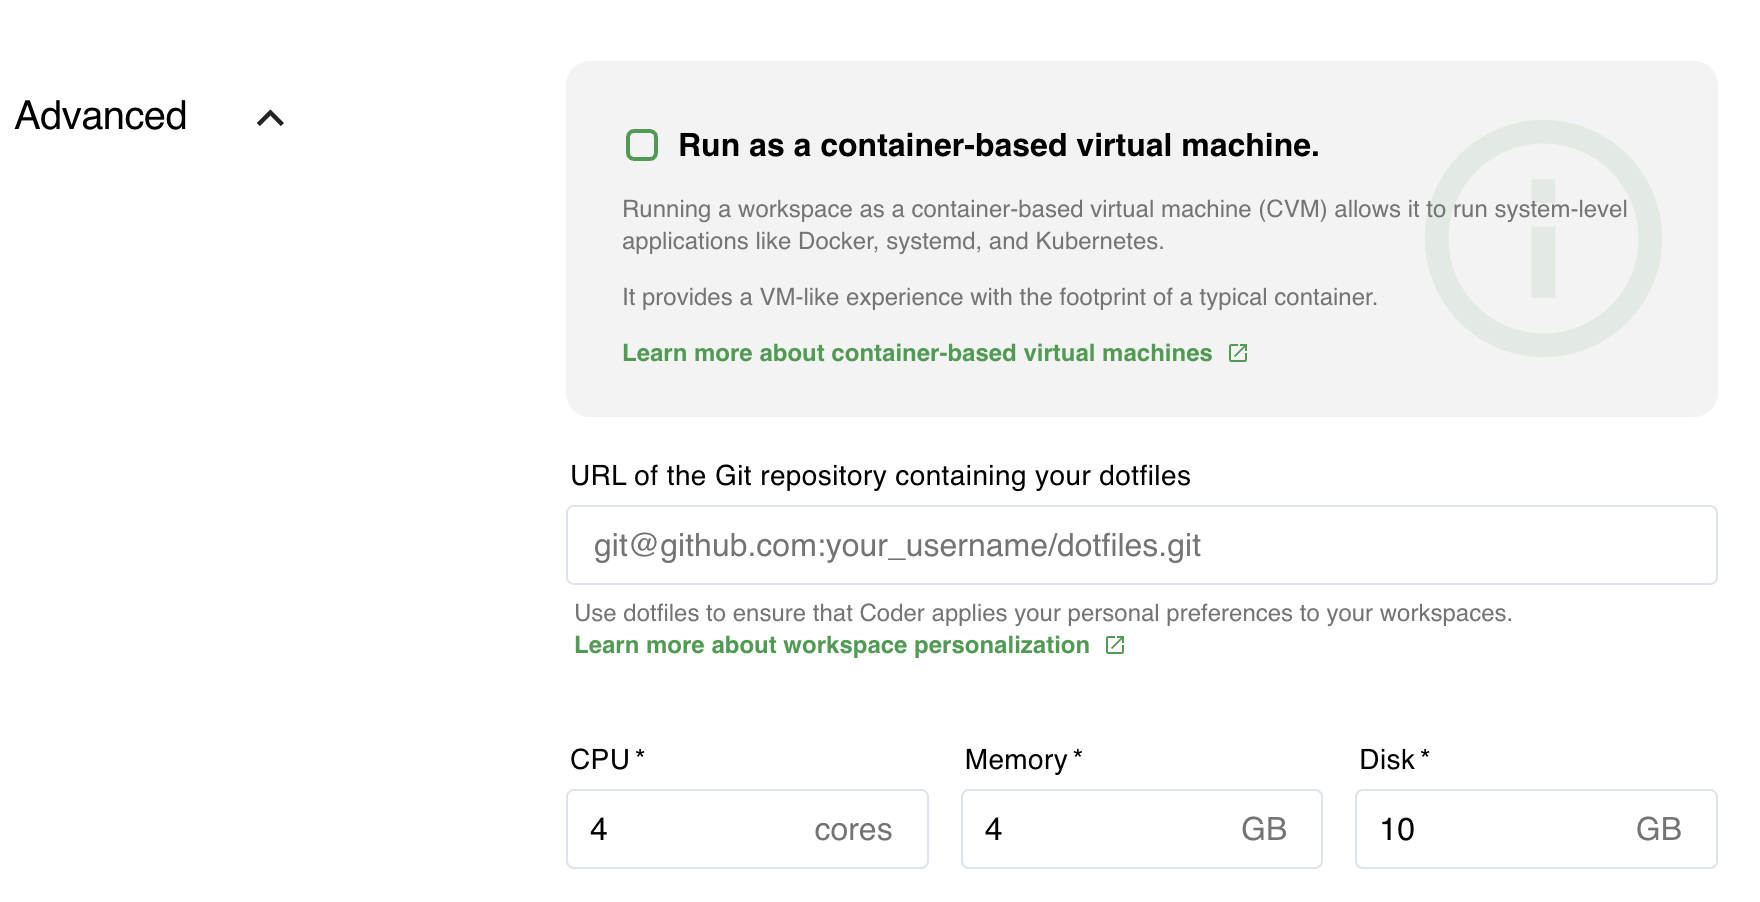 Advanced
Run as a container-based virtual machine.
Running a workspace as a container-based virtual machine (CVM) allows it to run system-level
applications like Docker, systemd, and Kubernetes.
It provides a VM-like experience with the footprint of a typical container.
Learn more about container-based virtual machines
URL of the Git repository containing your dotfiles
git@github.com:your_username/dotfiles.git
Use dotfiles to ensure that Coder applies your personal preferences to your workspaces.
Learn more about workspace personalization
CPU * Memory * Disk *
4 cores 4 GB 10 GB